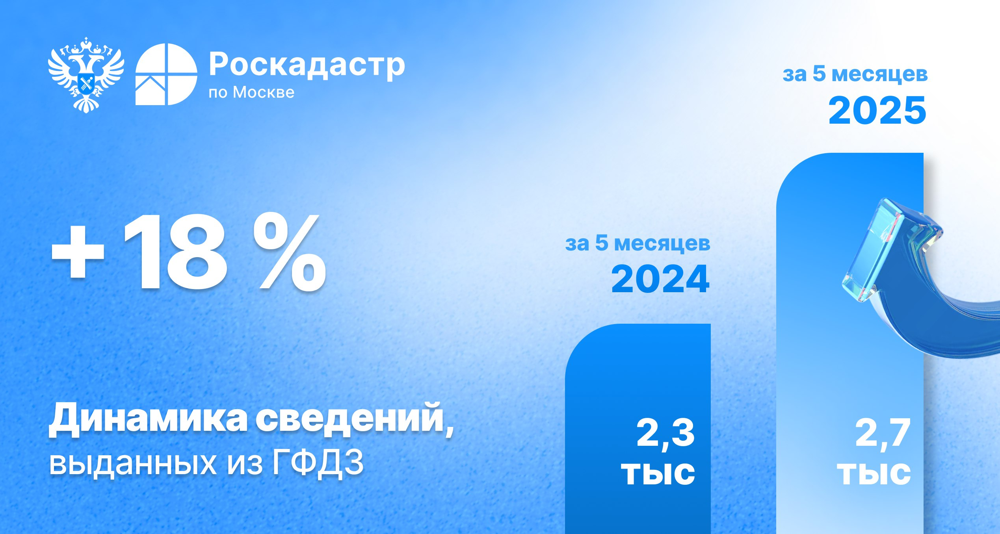 Роскадастр
по Москве
+18 %
Динамика сведений,
выданных из ГФДЗ
за 5 месяцев
2024
2,3
тыс
за 5 месяцев
2025
2,7
тыс